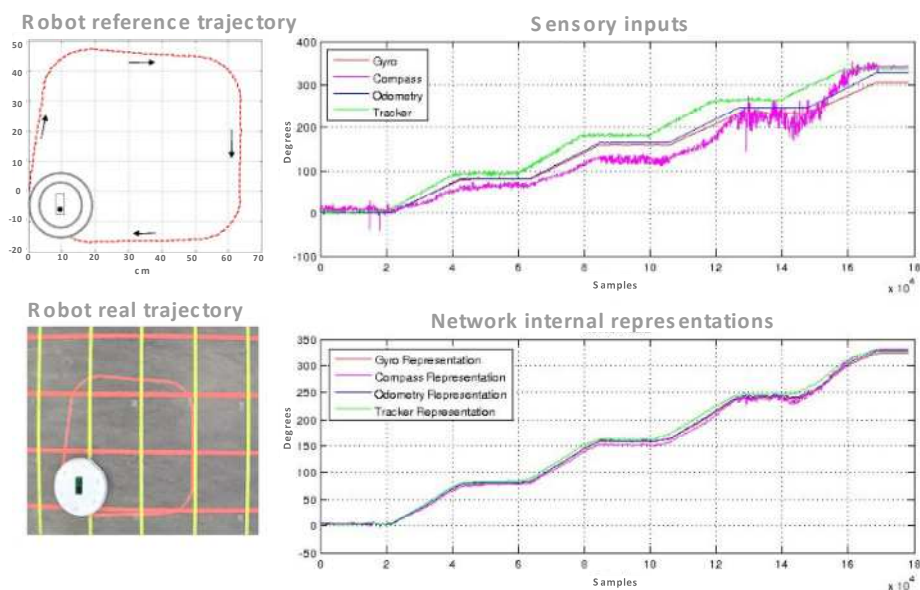 Robot reference trajectory
50
40
30
20
10
0
-10
-20
0 10 20 30 40 50 60 70
cm
Sensory inputs
400
300
200
100
0
-100
Degrees
Gyro
Compass
Odometry
Tracker
0 2 4 6 8 10 12 14 16 18
Samples
x 10^4
Robot real trajectory
Network internal representations
350
300
250
200
150
100
50
0
-50
Degrees
Gyro Representation
Compass Representation
Odometry Representation
Tracker Representation
0 2 4 6 8 10 12 14 16 18
Samples
x 10^4